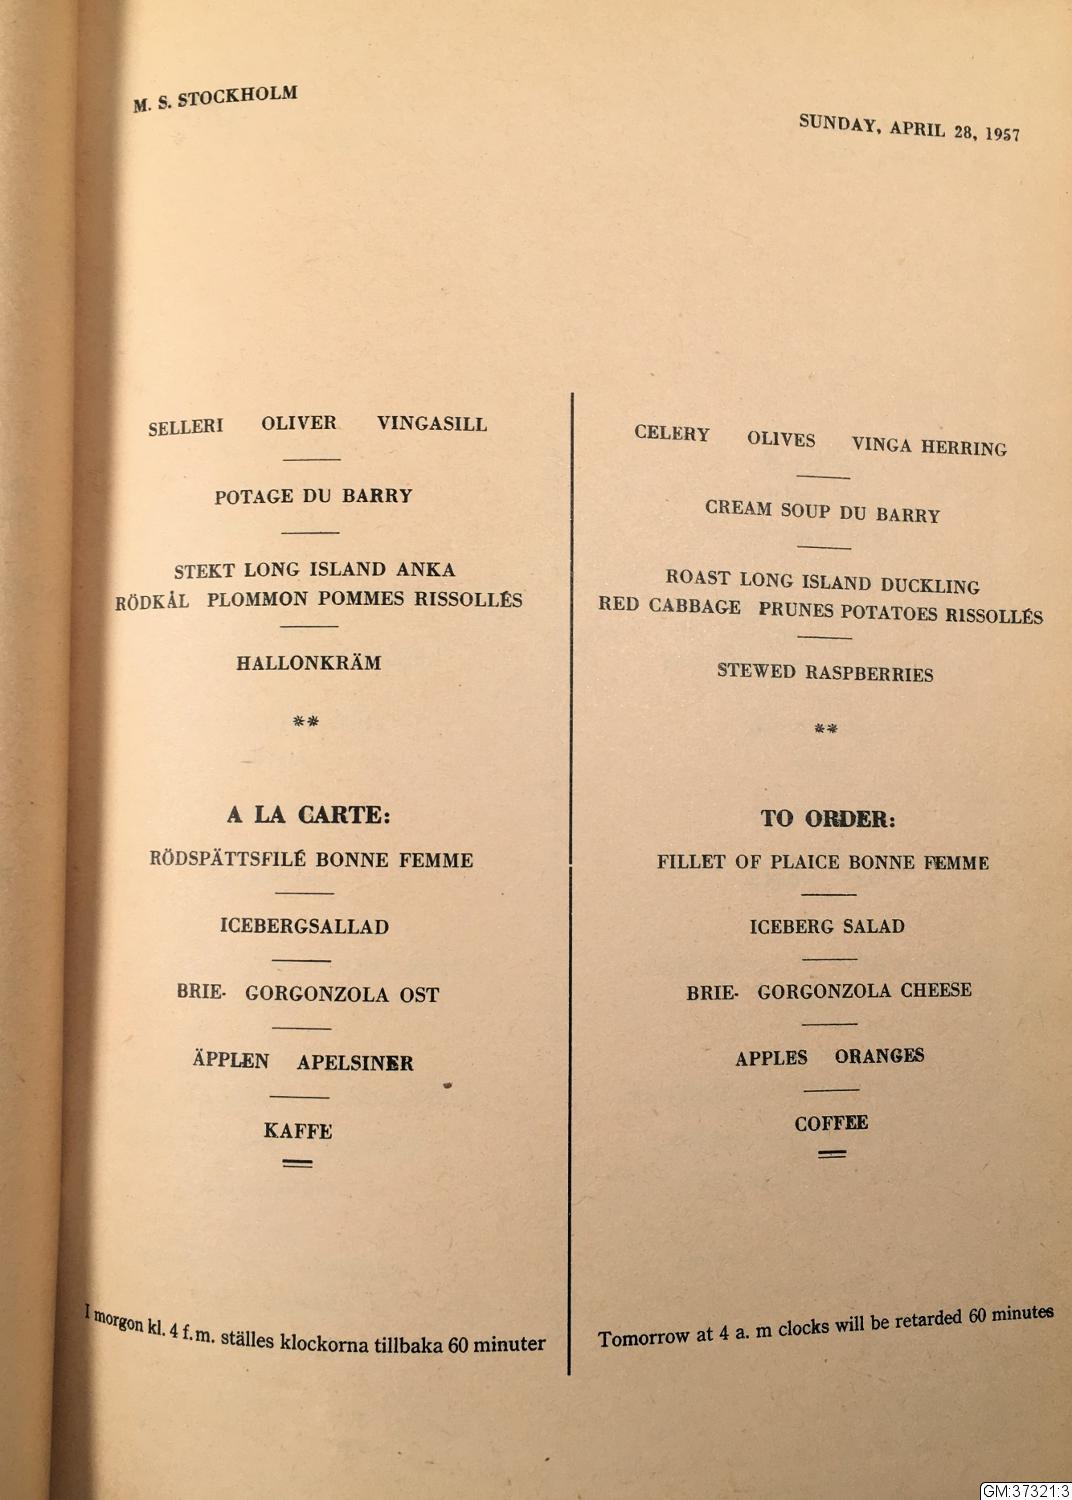 M. S. STOCKHOLM
SUNDAY, APRIL 28, 1957
SELLERI OLIVER VINGASILL
POTAGE DU BARRY
STEKT LONG ISLAND ANKA
RÖDKÅL PLOMMON POMMES RISSOLLÉS
HALLONKRÄM
**
A LA CARTE:
RÖDSPÄTTSFILÉ BONNE FEMME
ICEBERGSALLAD
BRIE- GORGONZOLA OST
ÄPPLEN APELSINER
KAFFE
I morgon kl. 4 f.m. ställes klockorna tillbaka 60 minuter
CELERY OLIVES VINGA HERRING
CREAM SOUP DU BARRY
ROAST LONG ISLAND DUCKLING
RED CABBAGE PRUNES POTATOES RISSOLLÉS
STEWED RASPBERRIES
**
TO ORDER:
FILLET OF PLAICE BONNE FEMME
ICEBERG SALAD
BRIE- GORGONZOLA CHEESE
APPLES ORANGES
COFFEE
Tomorrow at 4 a. m clocks will be retarded 60 minutes
GM:37321:3